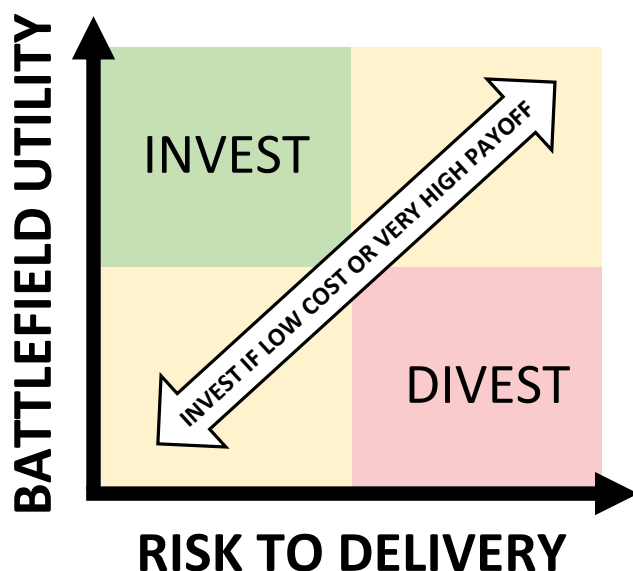 BATTLEFIELD UTILITY
INVEST
INVEST IF LOW COST OR VERY HIGH PAYOFF
DIVEST
RISK TO DELIVERY